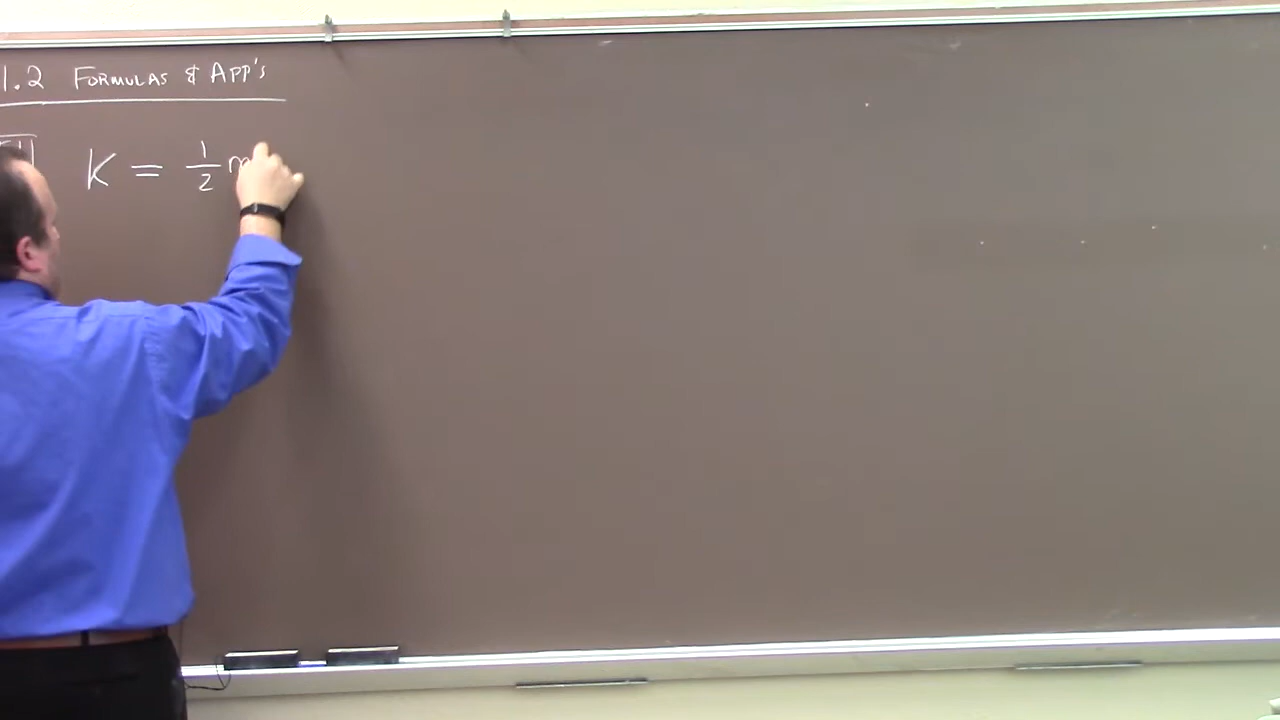 1.2 FORMULAS & APP'S
K = 1/2 m